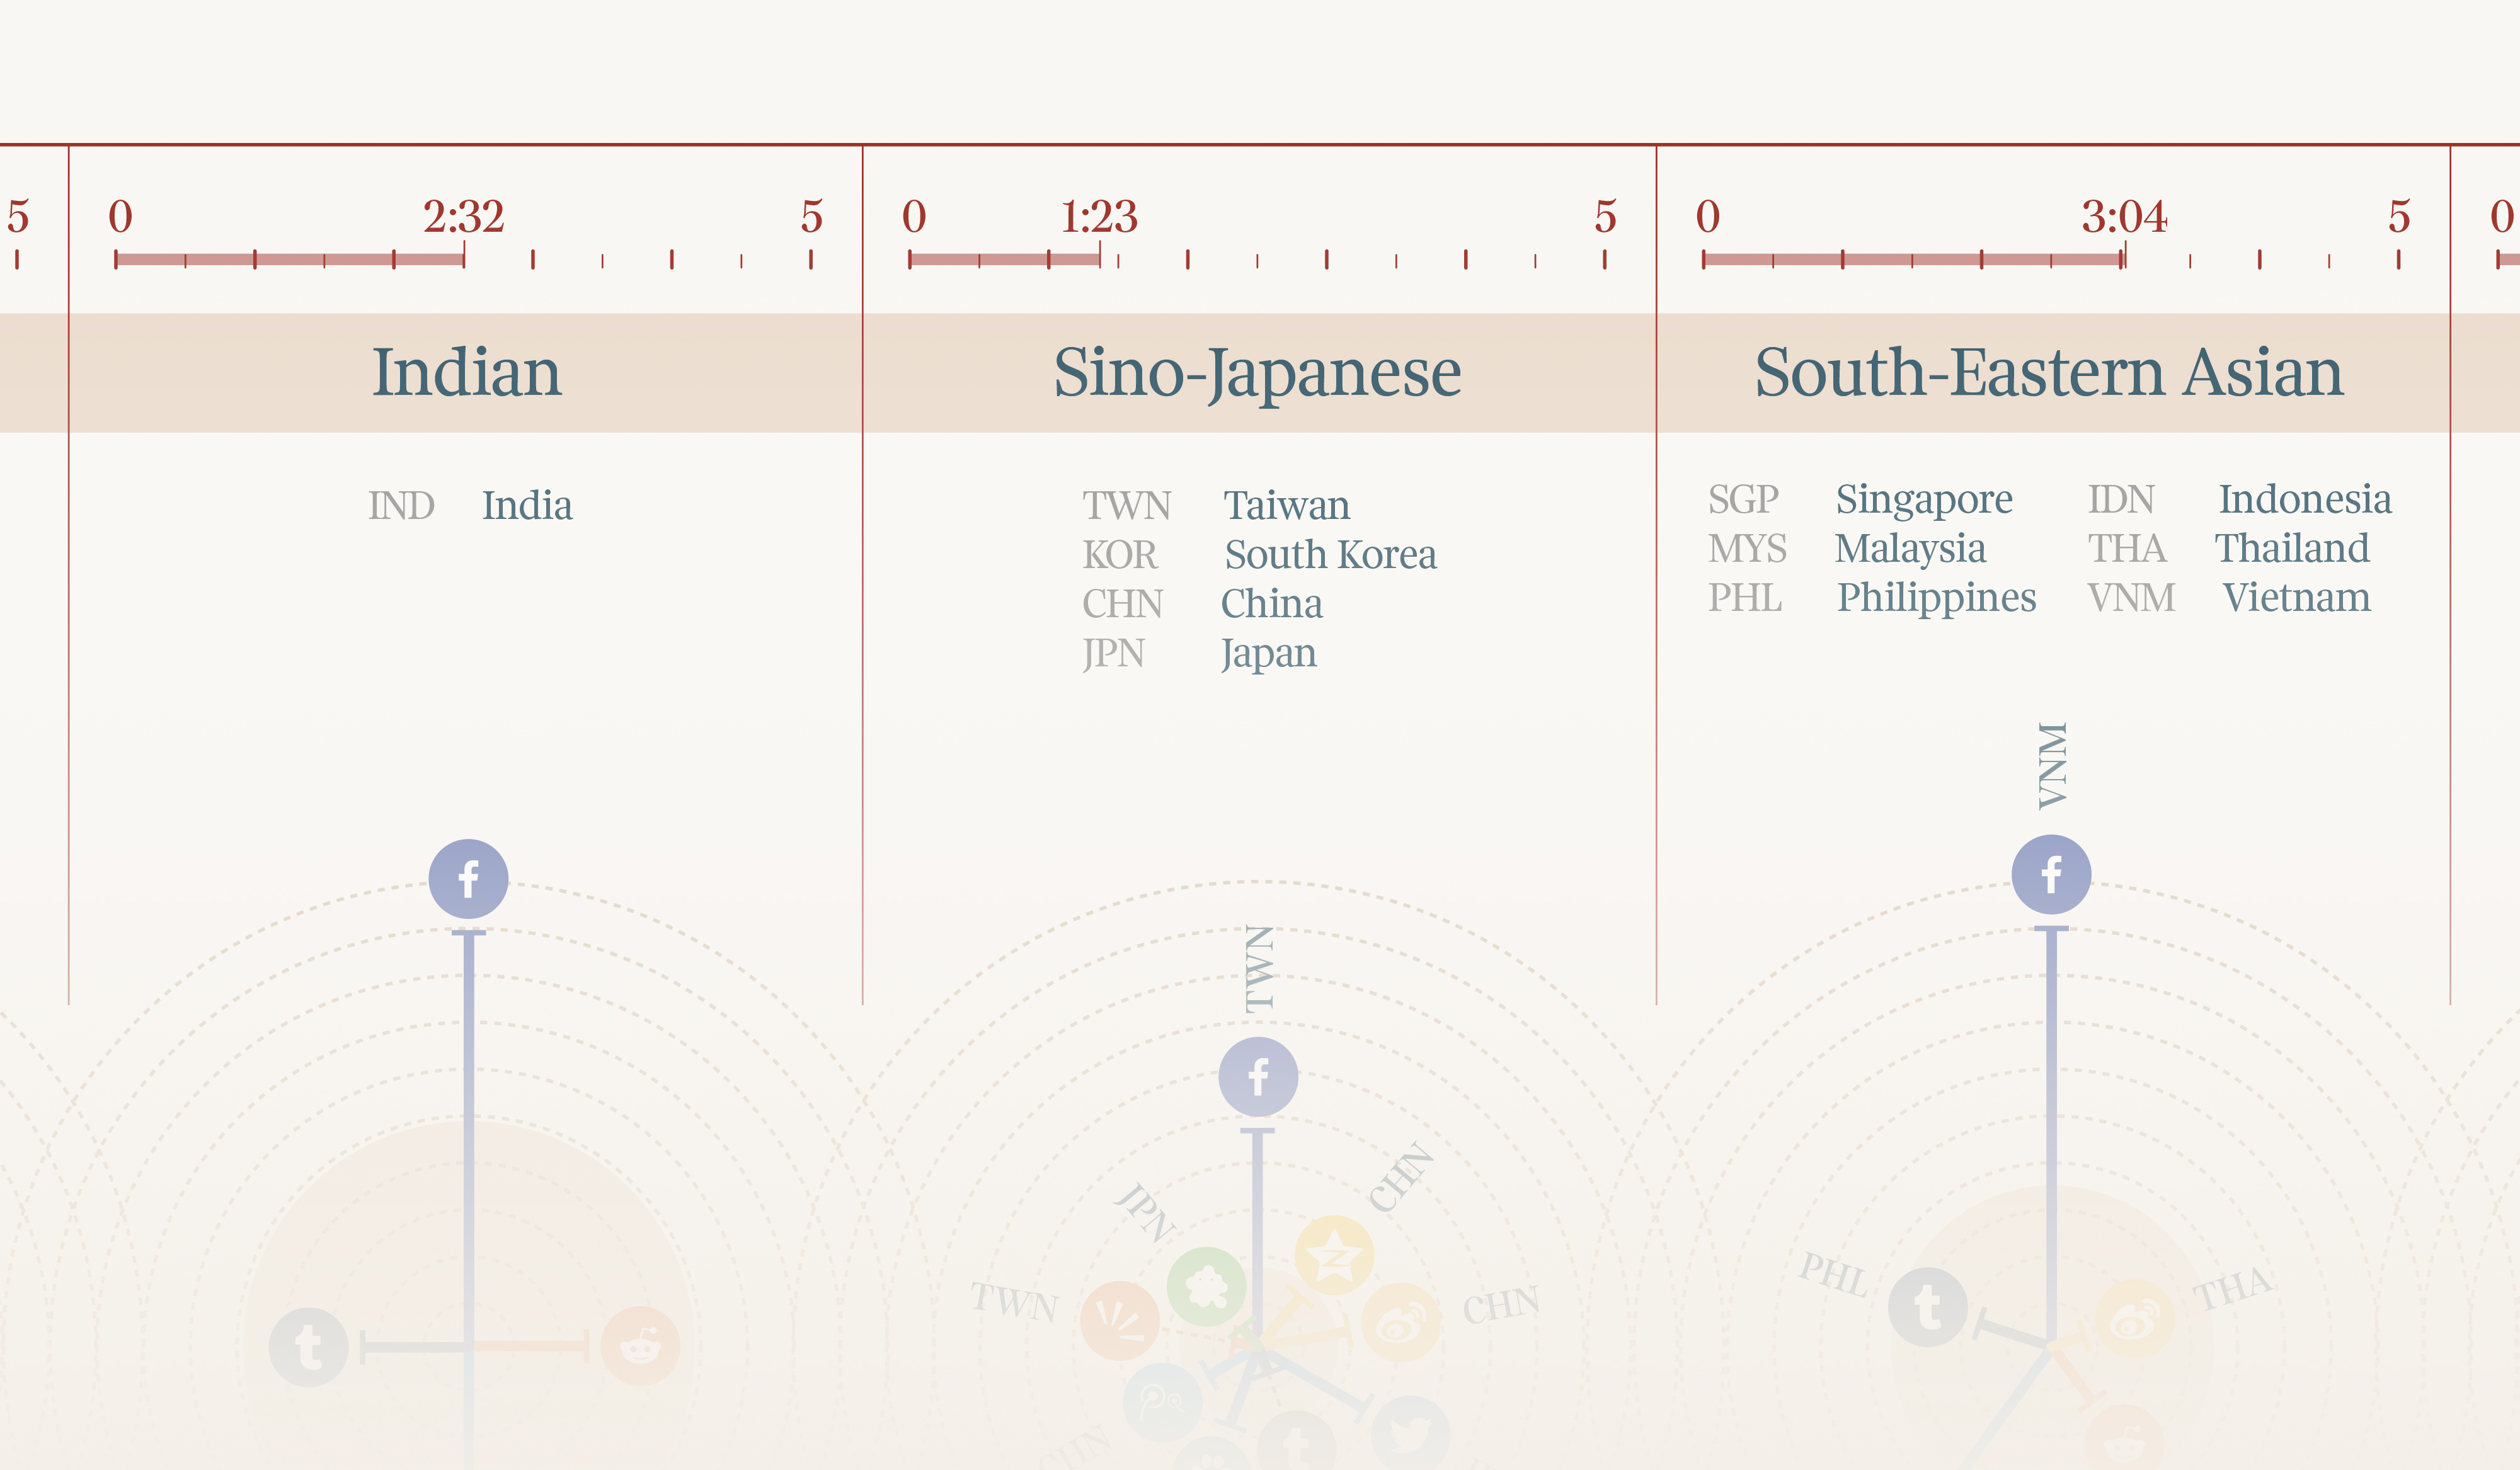 5
0 2:32 5
0 1:23 5
0 3:04 5
0
Indian
Sino-Japanese
South-Eastern Asian
IND India
TWN Taiwan
KOR South Korea
CHN China
JPN Japan
SGP Singapore IDN Indonesia
MYS Malaysia THA Thailand
PHL Philippines VNM Vietnam
VNM
TWN
CHN
JPN
TWN
CHN
PHL
THA